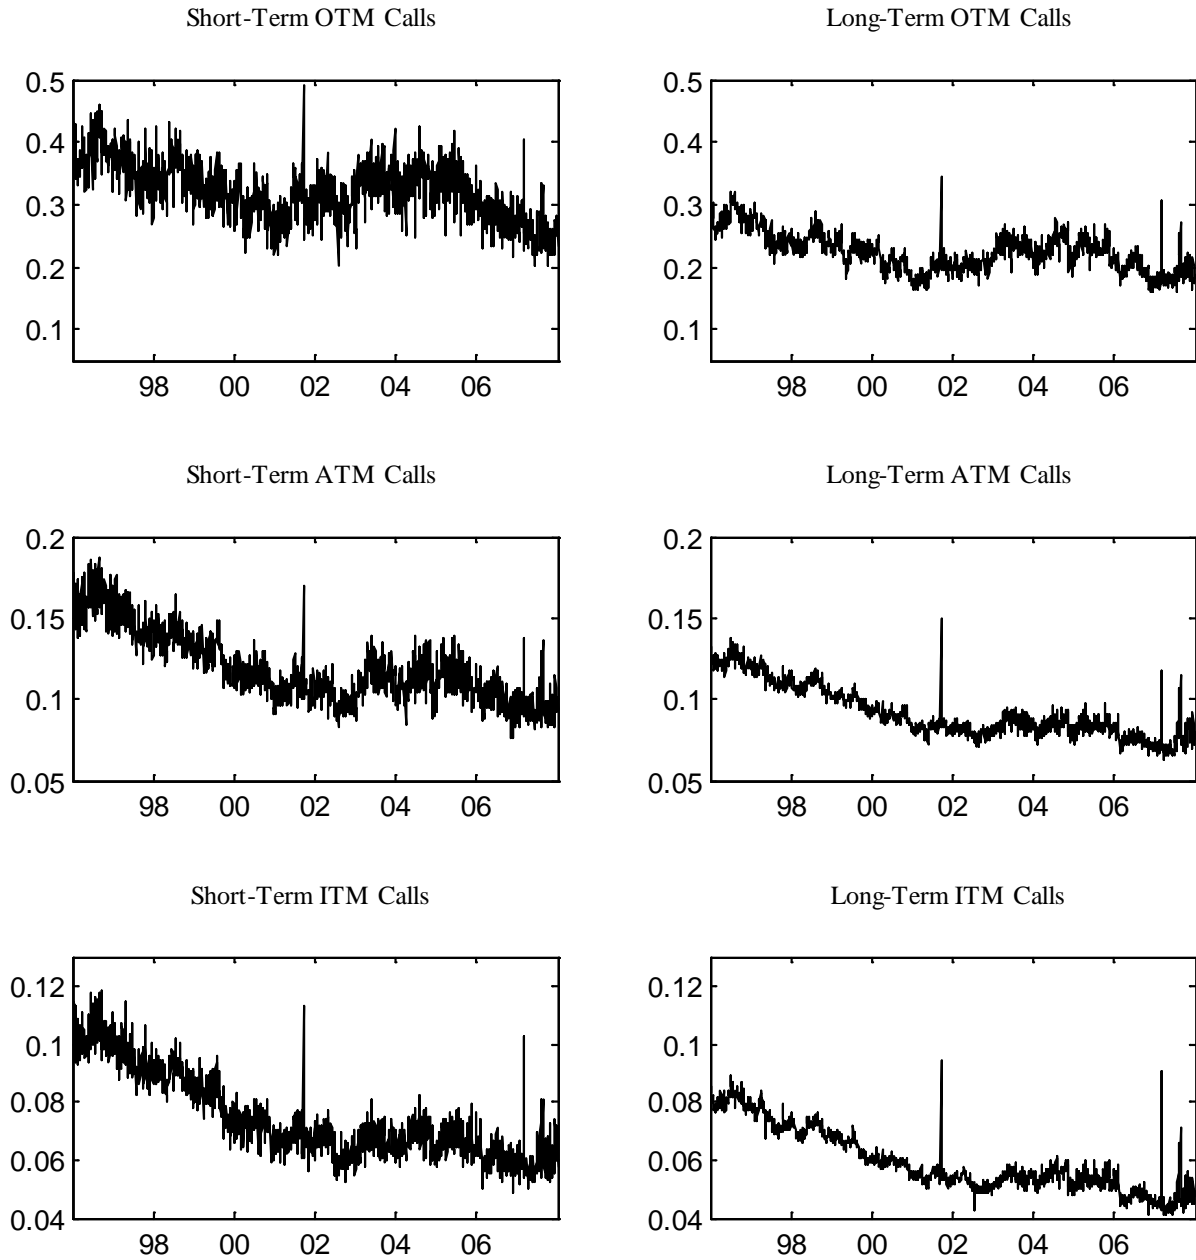 Short-Term OTM Calls
Long-Term OTM Calls
0.5
0.4
0.3
0.2
0.1
98 00 02 04 06
0.5
0.4
0.3
0.2
0.1
98 00 02 04 06
Short-Term ATM Calls
Long-Term ATM Calls
0.2
0.15
0.1
0.05
98 00 02 04 06
0.2
0.15
0.1
0.05
98 00 02 04 06
Short-Term ITM Calls
Long-Term ITM Calls
0.12
0.1
0.08
0.06
0.04
98 00 02 04 06
0.12
0.1
0.08
0.06
0.04
98 00 02 04 06